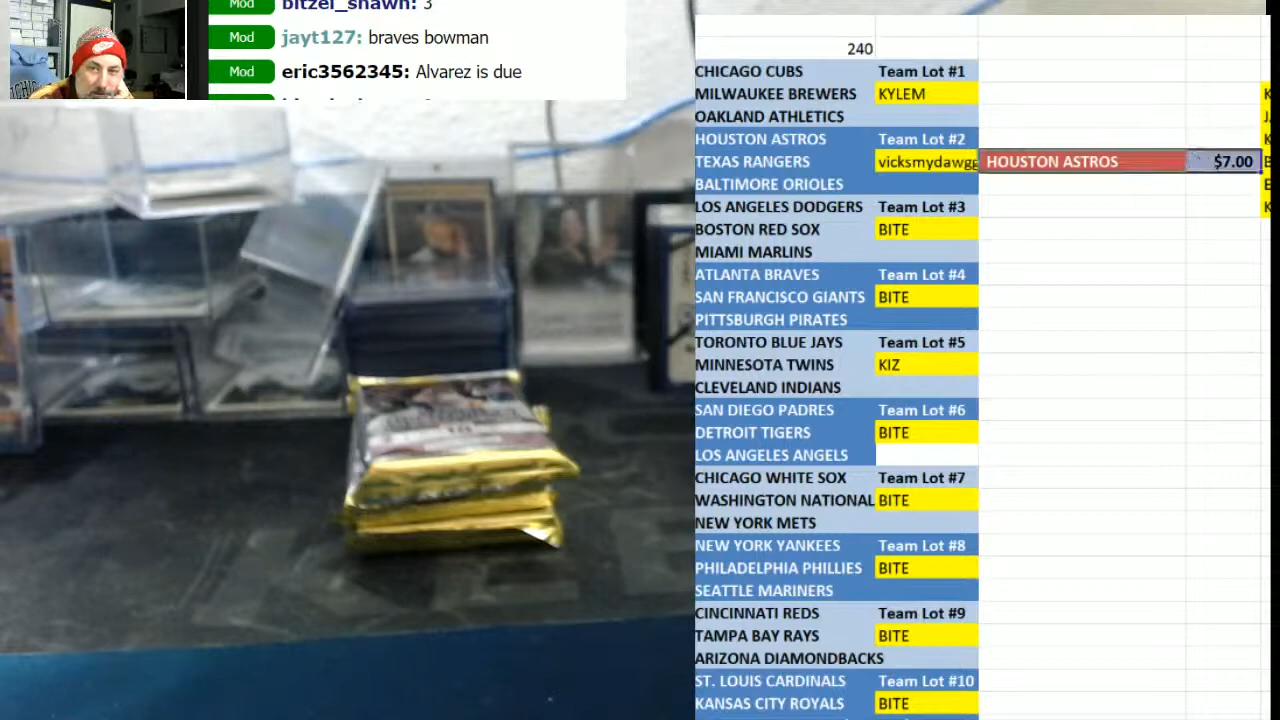 Mod bitzel_shawn: 3
Mod jayt127: braves bowman
Mod eric3562345: Alvarez is due
240
CHICAGO CUBS Team Lot #1
MILWAUKEE BREWERS KYLEM
OAKLAND ATHLETICS
HOUSTON ASTROS Team Lot #2
TEXAS RANGERS vicksmydawgg HOUSTON ASTROS $7.00
BALTIMORE ORIOLES
LOS ANGELES DODGERS Team Lot #3
BOSTON RED SOX BITE
MIAMI MARLINS
ATLANTA BRAVES Team Lot #4
SAN FRANCISCO GIANTS BITE
PITTSBURGH PIRATES
TORONTO BLUE JAYS Team Lot #5
MINNESOTA TWINS KIZ
CLEVELAND INDIANS
SAN DIEGO PADRES Team Lot #6
DETROIT TIGERS BITE
LOS ANGELS ANGELS
CHICAGO WHITE SOX Team Lot #7
WASHINGTON NATIONAL BITE
NEW YORK METS
NEW YORK YANKEES Team Lot #8
PHILADELPHIA PHILLIES BITE
SEATTLE MARINERS
CINCINNATI REDS Team Lot #9
TAMPA BAY RAYS BITE
ARIZONA DIAMONDBACKS
ST. LOUIS CARDINALS Team Lot #10
KANSAS CITY ROYALS BITE